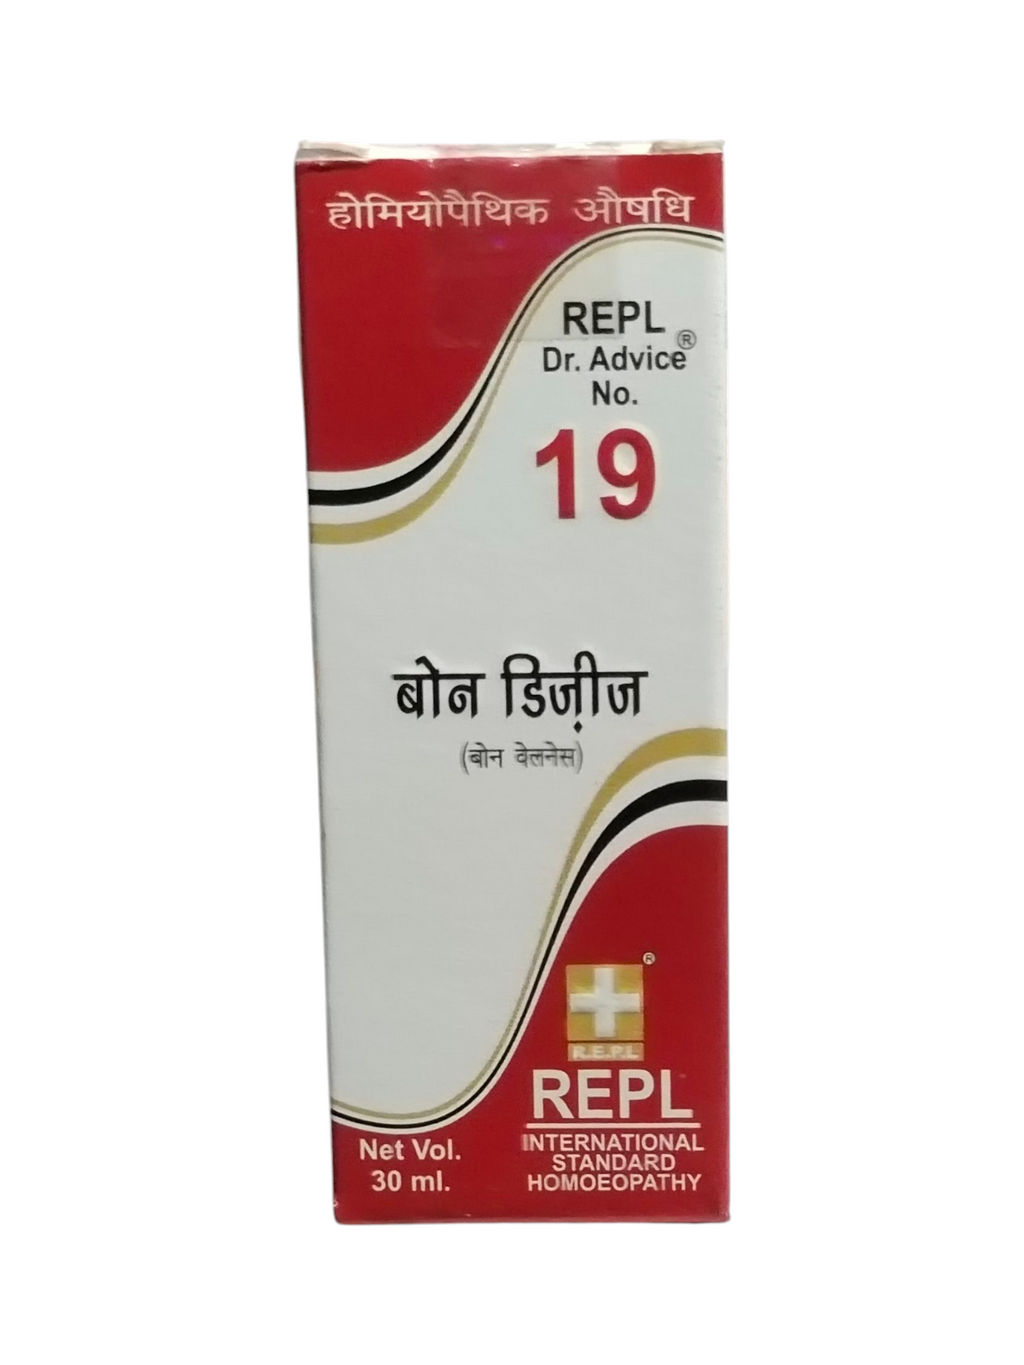 होमियोपैथिक औषधि
REPL
Dr. Advice®
No.
19
बोन डिज़ीज
(बोन वेलनेस)
®
R.E.P.L
REPL
INTERNATIONAL
STANDARD
HOMOEOPATHY
Net Vol.
30 ml.